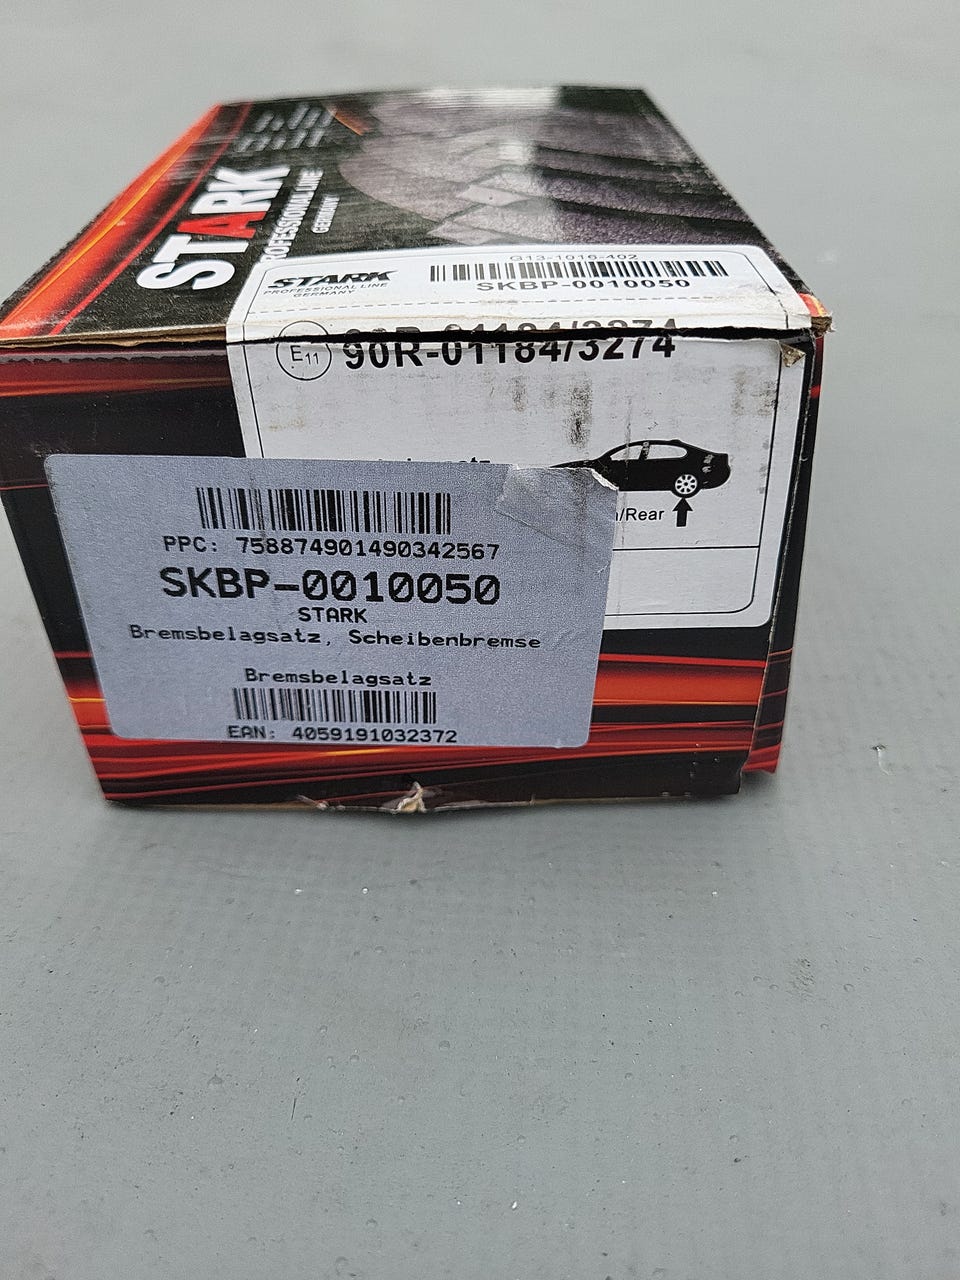 STARK
PROFESSIONAL LINE
GERMANY
G13-1016-402
STARK
PROFESSIONAL LINE
GERMANY
SKBP-0010050
E11
90R-01184/3274
/Rear
PPC: 758874901490342567
SKBP-0010050
STARK
Bremsbelagsatz, Scheibenbremse
Bremsbelagsatz
EAN: 4059191032372